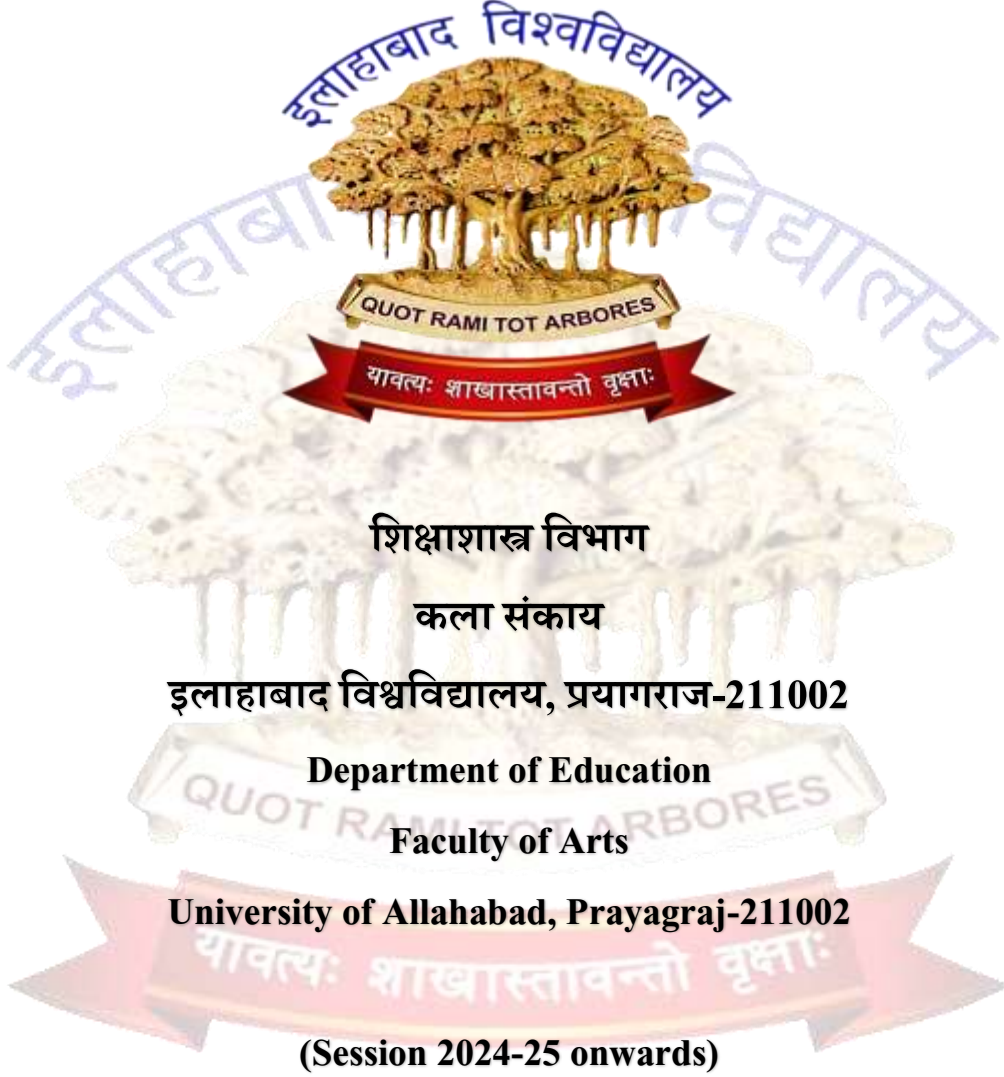 इलाहाबाद विश्वविद्यालय
QUOT RAMI TOT ARBORES
यावत्यः शाखास्तावन्तो वृक्षाः
शिक्षाशास्त्र विभाग
कला संकाय
इलाहाबाद विश्वविद्यालय, प्रयागराज-211002
Department of Education
Faculty of Arts
University of Allahabad, Prayagraj-211002
(Session 2024-25 onwards)